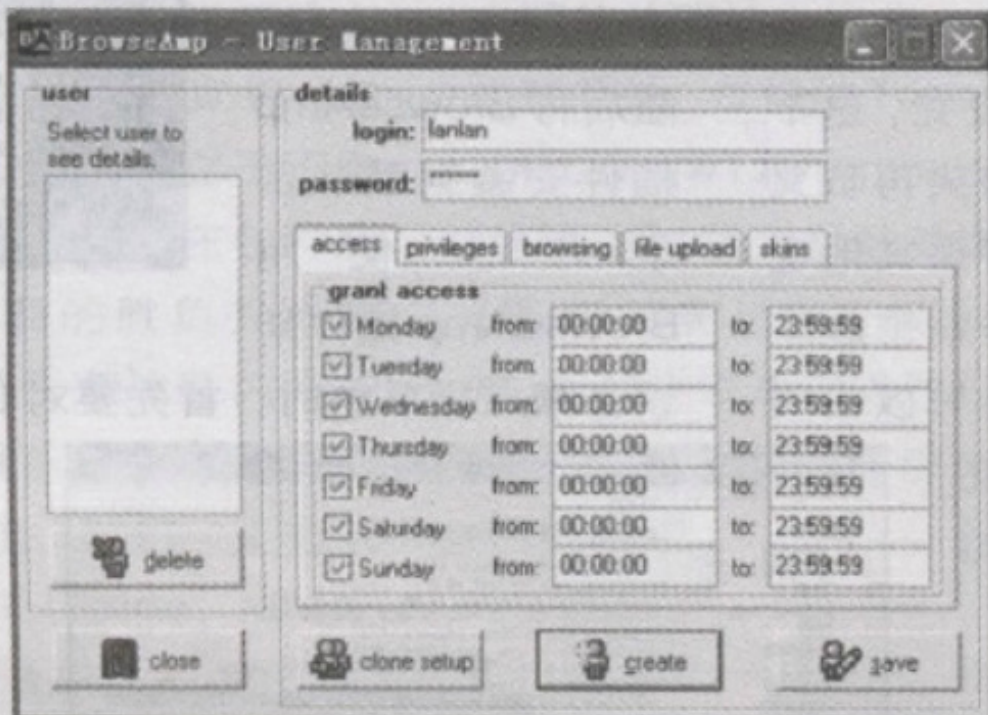 BrowseAmp - User Management
user
Select user to
see details.
delete
close
details
login: lanlan
password: ******
access privileges browsing file upload skins
grant access
Monday from: 00:00:00 to: 23:59:59
Tuesday from: 00:00:00 to: 23:59:59
Wednesday from: 00:00:00 to: 23:59:59
Thursday from: 00:00:00 to: 23:59:59
Friday from: 00:00:00 to: 23:59:59
Saturday from: 00:00:00 to: 23:59:59
Sunday from: 00:00:00 to: 23:59:59
clone setup create save